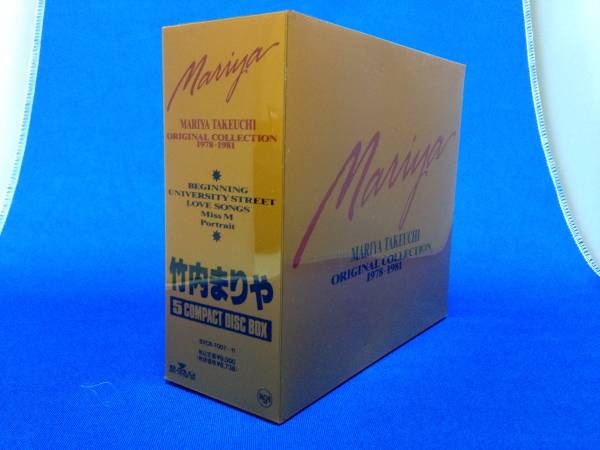 Mariya
MARIYA TAKEUCHI
ORIGINAL COLLECTION
1978-1981
BEGINNING
UNIVERSITY STREET
LOVE SONGS
Miss M
Portrait
竹内まりや
5 COMPACT DISC BOX
Mariya
MARIYA TAKEUCHI
ORIGINAL COLLECTION
1978-1981